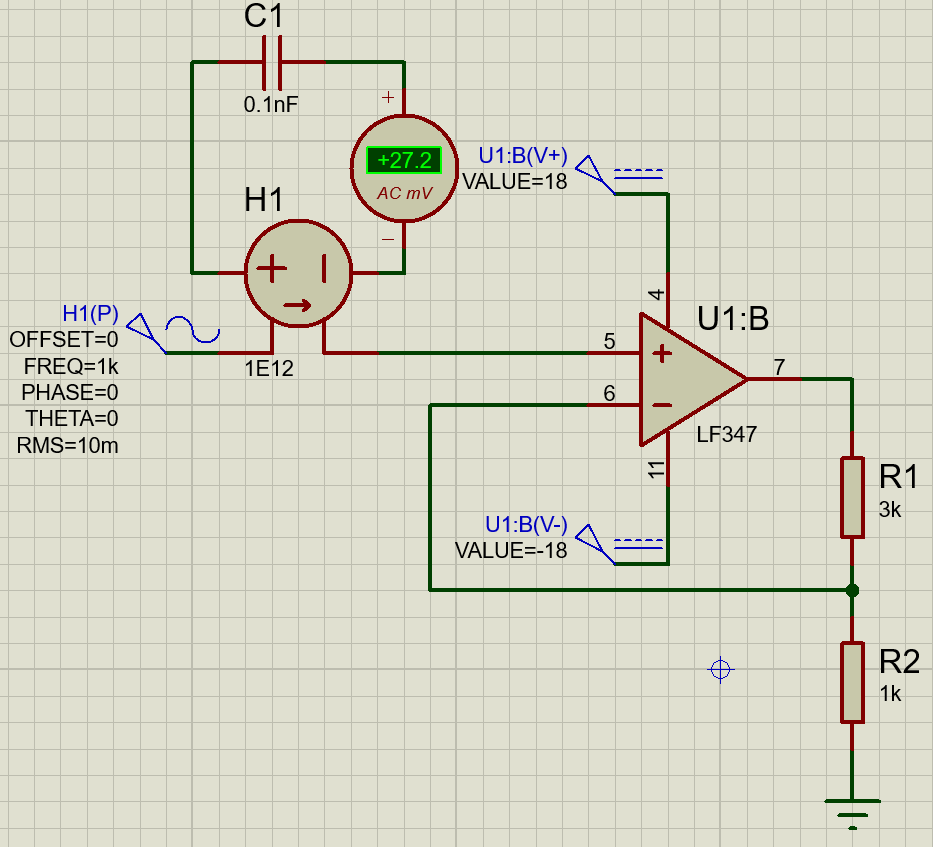 C1
0.1nF
+
+27.2
AC mV
−
U1:B(V+)
VALUE=18
H1
1E12
H1(P)
OFFSET=0
FREQ=1k
PHASE=0
THETA=0
RMS=10m
4
U1:B
5
6
7
LF347
11
U1:B(V-)
VALUE=-18
R1
3k
R2
1k